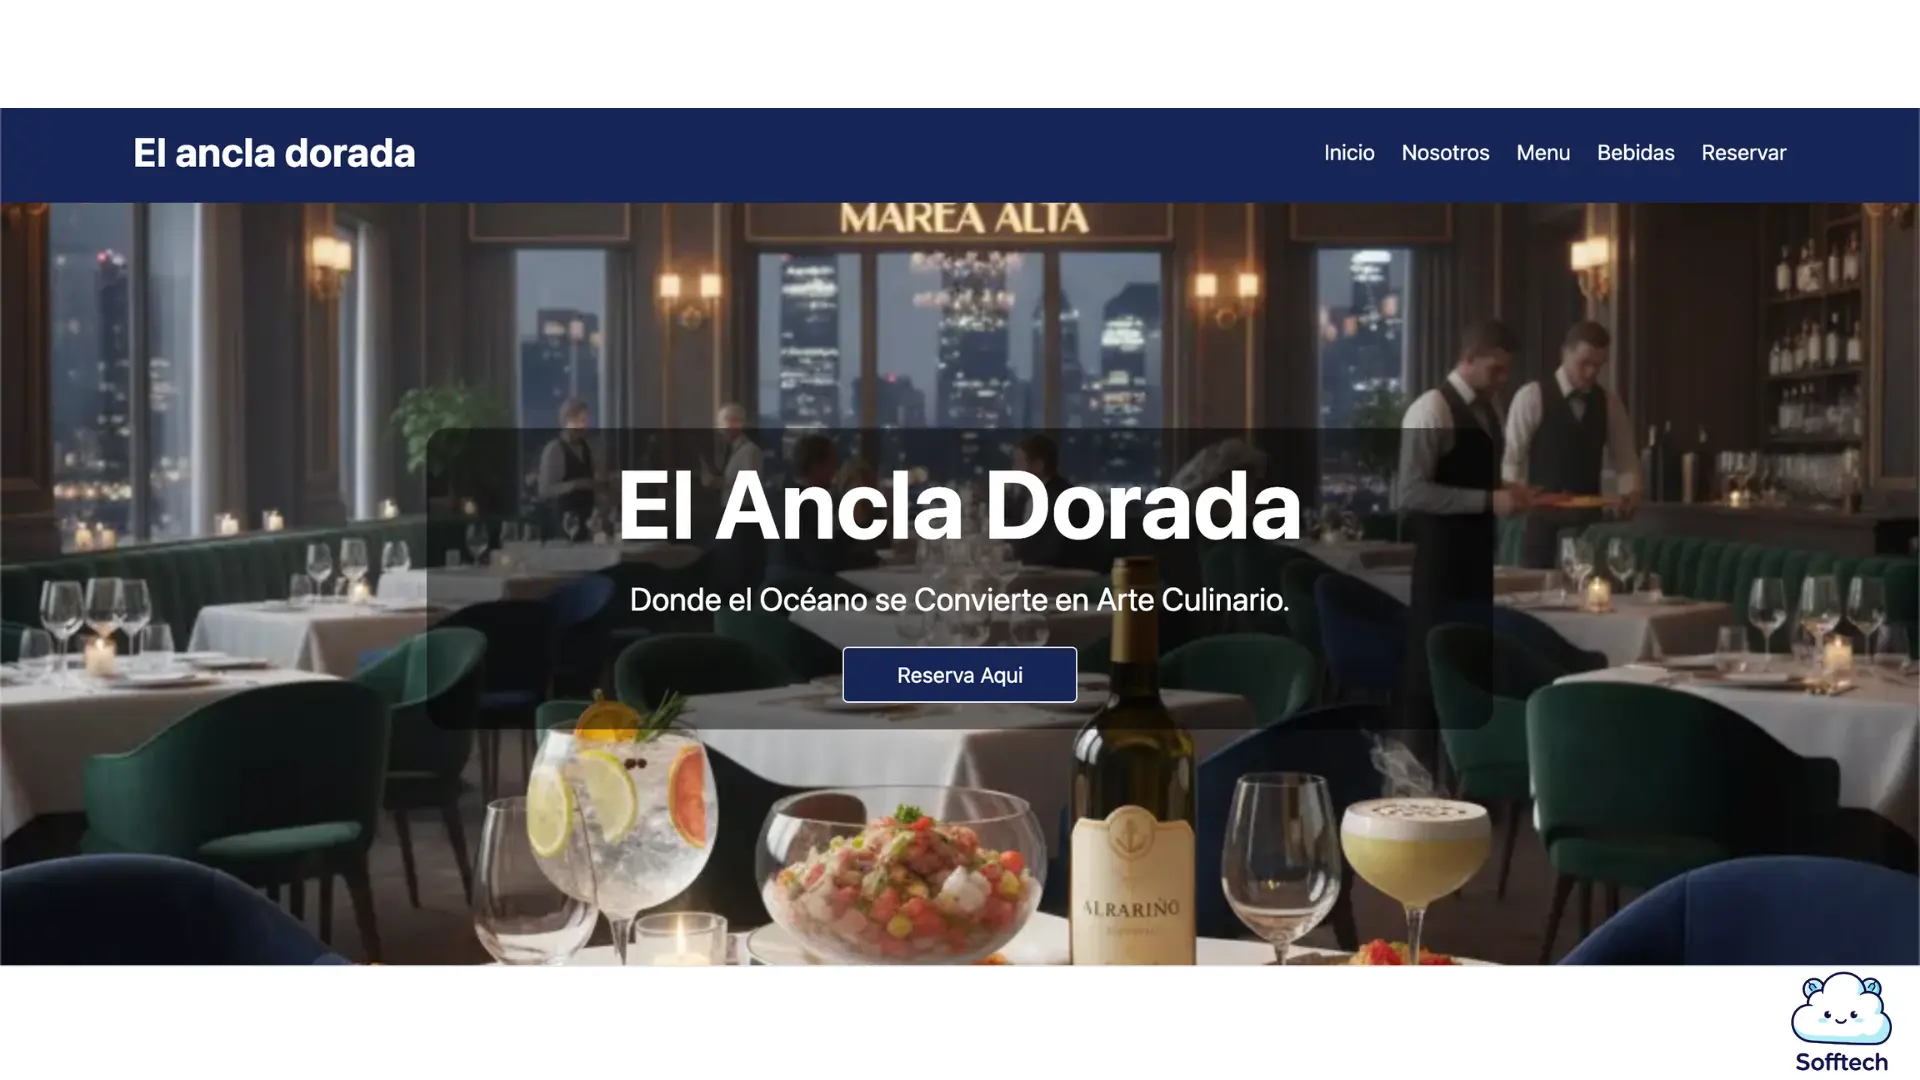 El ancla dorada
Inicio Nosotros Menu Bebidas Reservar
MAREA ALTA
El Ancla Dorada
Donde el Océano se Convierte en Arte Culinario.
Reserva Aqui
ALRARIÑO
Sofftech